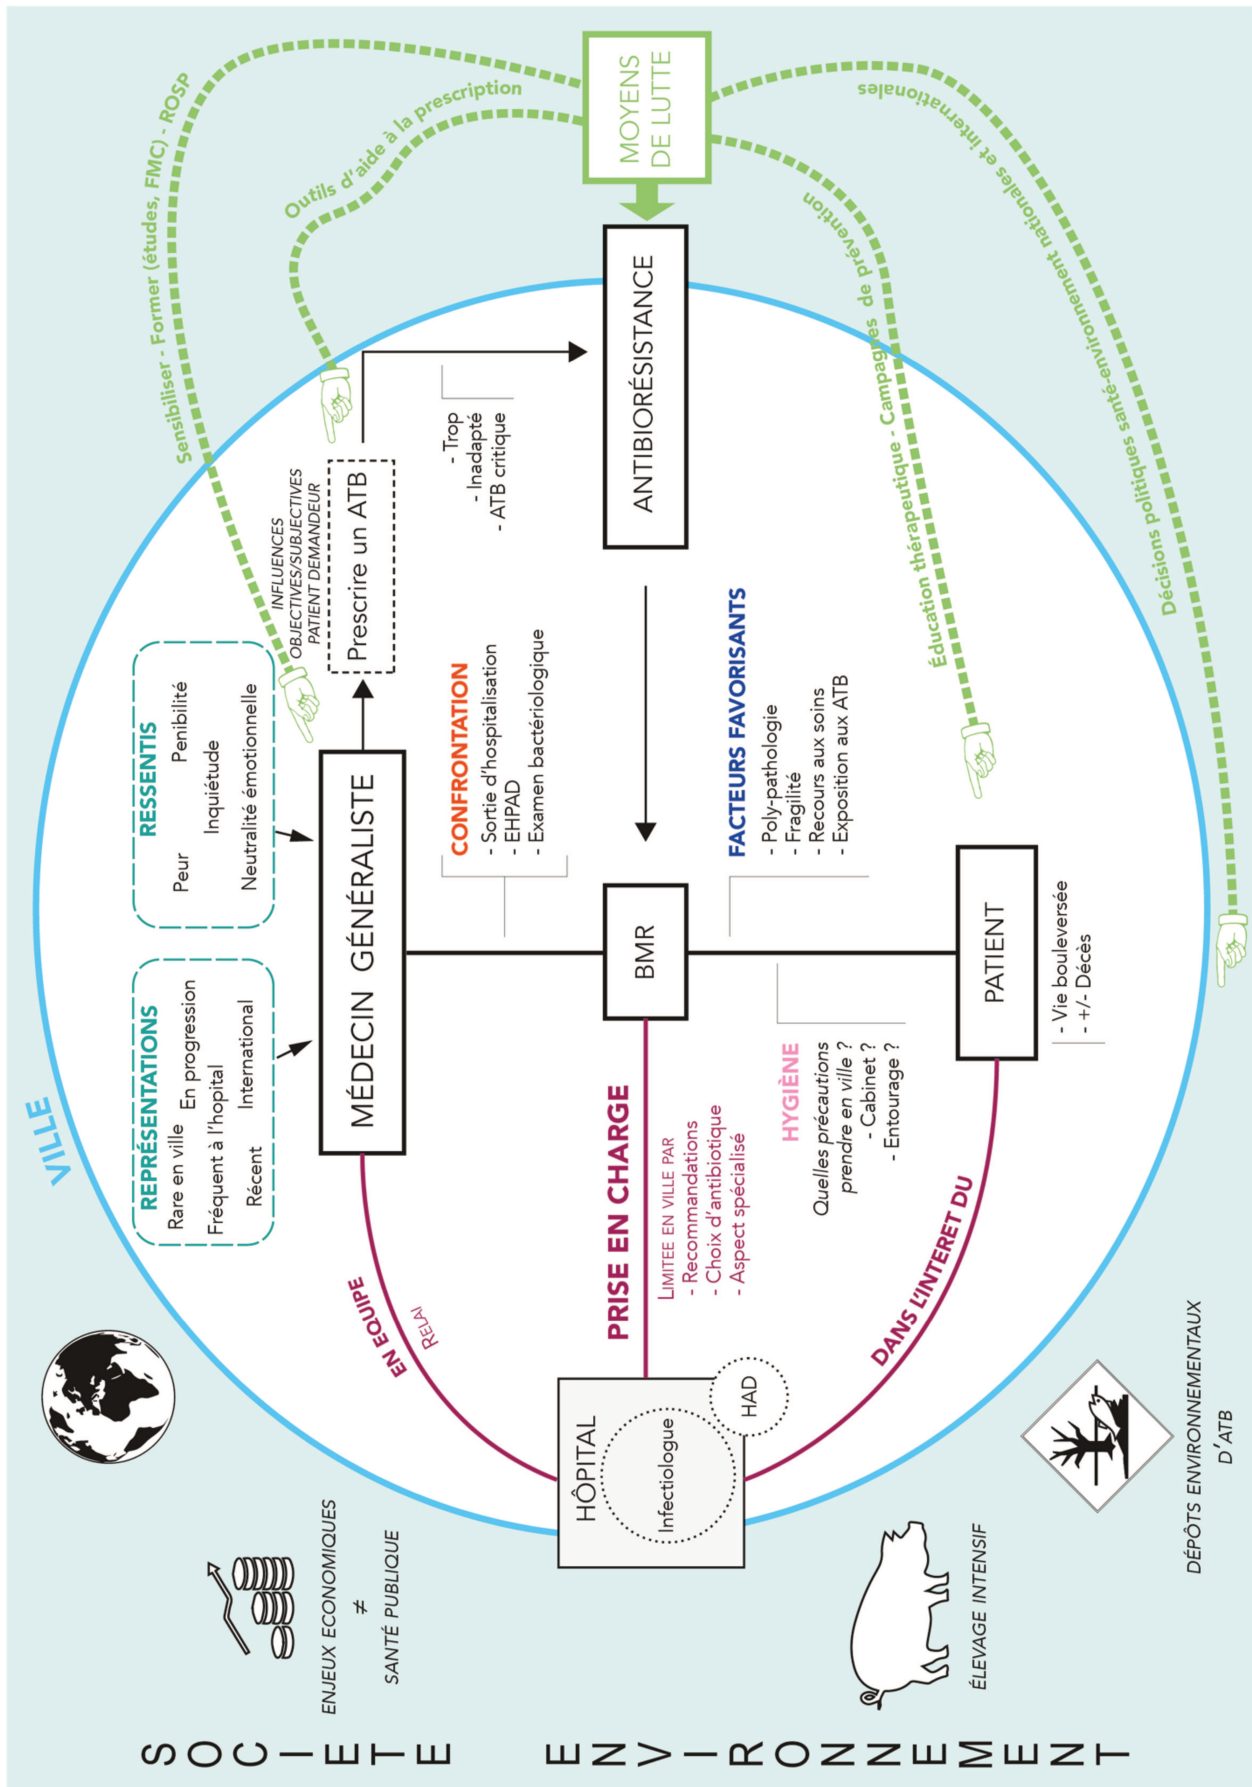 SOCIETE
ENVIRONNEMENT
ENJEUX ECONOMIQUES
≠
SANTÉ PUBLIQUE
ÉLEVAGE INTENSIF
DÉPÔTS ENVIRONNEMENTAUX
D'ATB
VILLE
REPRÉSENTATIONS
Rare en ville
En progression
Fréquent à l'hopital
Récent
International
RESSENTIS
Peur
Penibilité
Inquiétude
Neutralité émotionnelle
MÉDECIN GÉNÉRALISTE
INFLUENCES
OBJECTIVES/SUBJECTIVES
PATIENT DEMANDEUR
Prescrire un ATB
- Trop
- Inadapté
- ATB critique
EN EQUIPE
RELAI
CONFRONTATION
- Sortie d'hospitalisation
- EHPAD
- Examen bactériologique
HÔPITAL
Infectiologue
HAD
PRISE EN CHARGE
LIMITEE EN VILLE PAR
- Recommandations
- Choix d'antibiotique
- Aspect spécialisé
BMR
ANTIBIORÉSISTANCE
MOYENS
DE LUTTE
FACTEURS FAVORISANTS
- Poly-pathologie
- Fragilité
- Recours aux soins
- Exposition aux ATB
HYGIÈNE
Quelles précautions
prendre en ville ?
- Cabinet ?
- Entourage ?
DANS L'INTERET DU
PATIENT
- Vie bouleversée
- +/- Décès
Sensibiliser - Former (études, FMC) - ROSP
Outils d'aide à la prescription
Éducation thérapeutique - Campagnes de prévention
Décisions politiques santé-environnement nationales et internationales